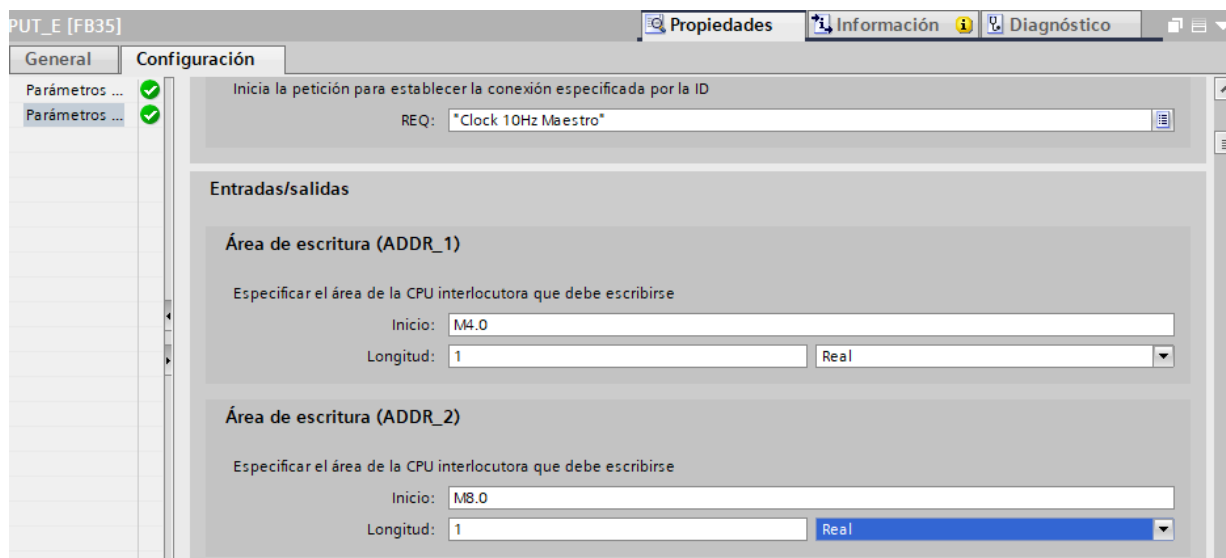 PUT_E [FB35]
Propiedades
Información
Diagnóstico
General
Configuración
Parámetros ...
Parámetros ...
Inicia la petición para establecer la conexión especificada por la ID
REQ: "Clock 10Hz Maestro"
Entradas/salidas
Área de escritura (ADDR_1)
Especificar el área de la CPU interlocutora que debe escribirse
Inicio: M4.0
Longitud: 1 Real
Área de escritura (ADDR_2)
Especificar el área de la CPU interlocutora que debe escribirse
Inicio: M8.0
Longitud: 1 Real